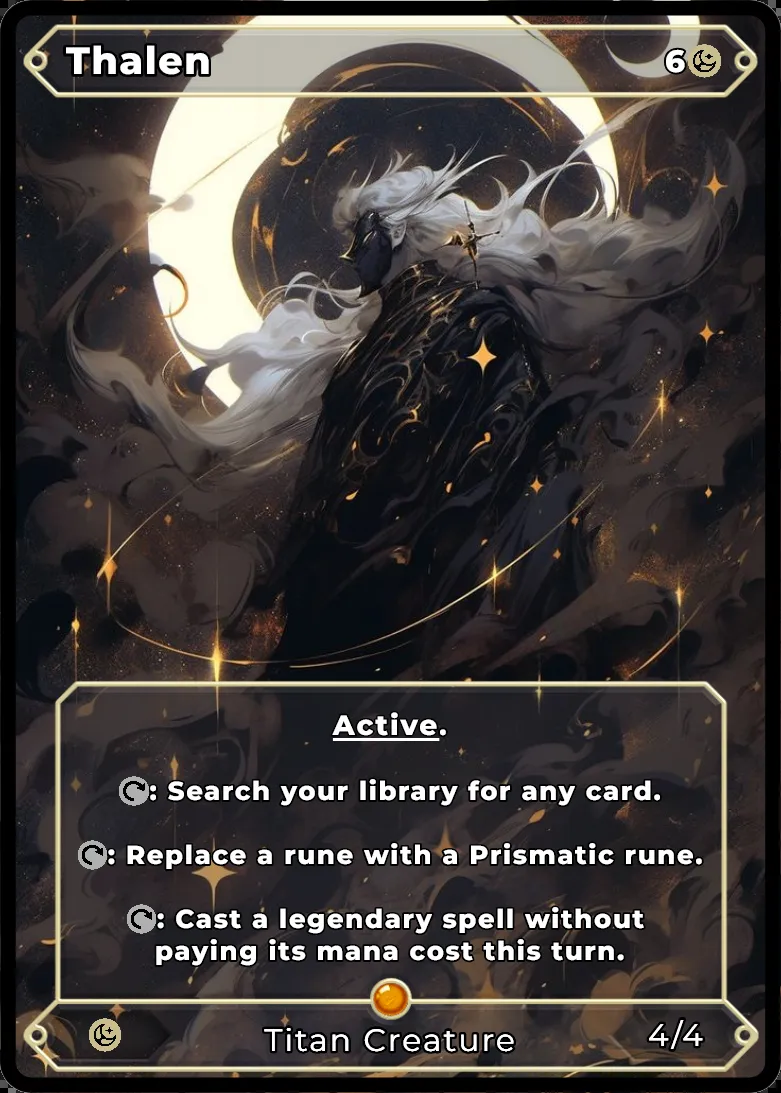 Thalen
6
Active.
: Search your library for any card.
: Replace a rune with a Prismatic rune.
: Cast a legendary spell without
paying its mana cost this turn.
Titan Creature
4/4